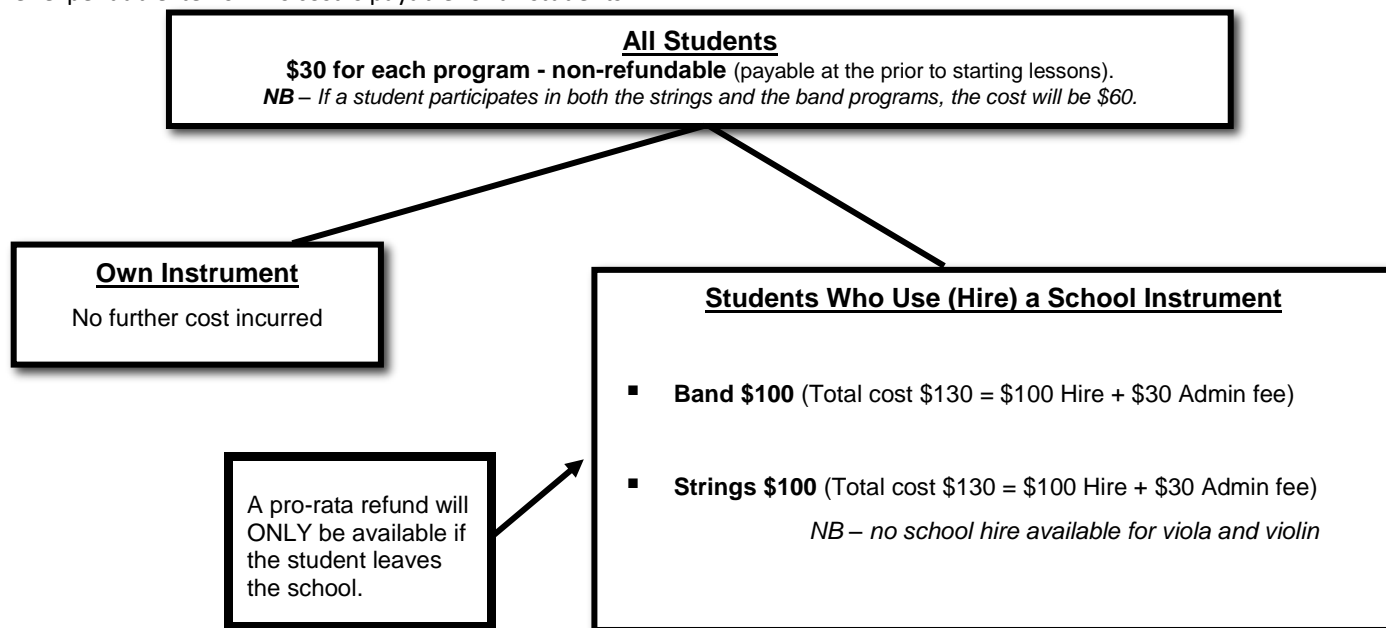 All Students
$30 for each program - non-refundable (payable at the prior to starting lessons).
NB – If a student participates in both the strings and the band programs, the cost will be $60.
Own Instrument
No further cost incurred
Students Who Use (Hire) a School Instrument
▪ Band $100 (Total cost $130 = $100 Hire + $30 Admin fee)
▪ Strings $100 (Total cost $130 = $100 Hire + $30 Admin fee)
NB – no school hire available for viola and violin
A pro-rata refund will
ONLY be available if
the student leaves
the school.